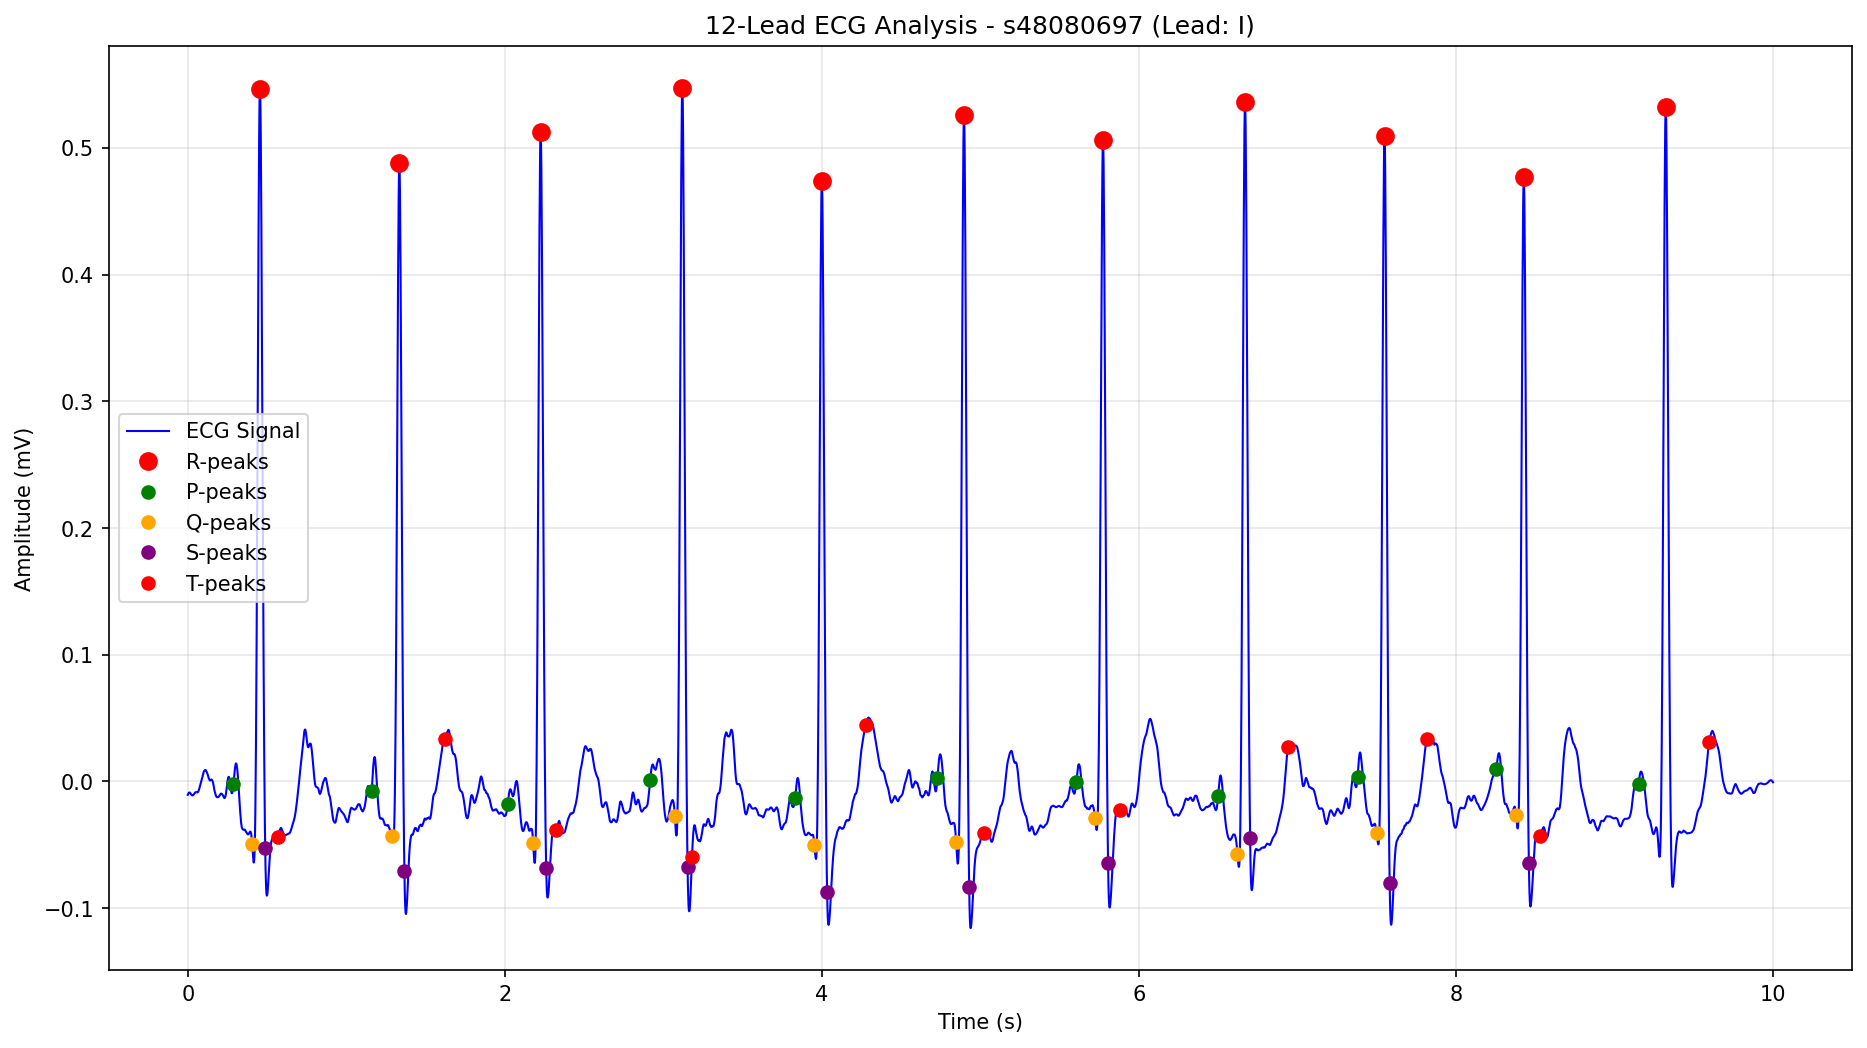 12-Lead ECG Analysis - s48080697 (Lead: I)
Amplitude (mV)
0.5
0.4
0.3
0.2
0.1
0.0
−0.1
ECG Signal
R-peaks
P-peaks
Q-peaks
S-peaks
T-peaks
0 2 4 6 8 10
Time (s)